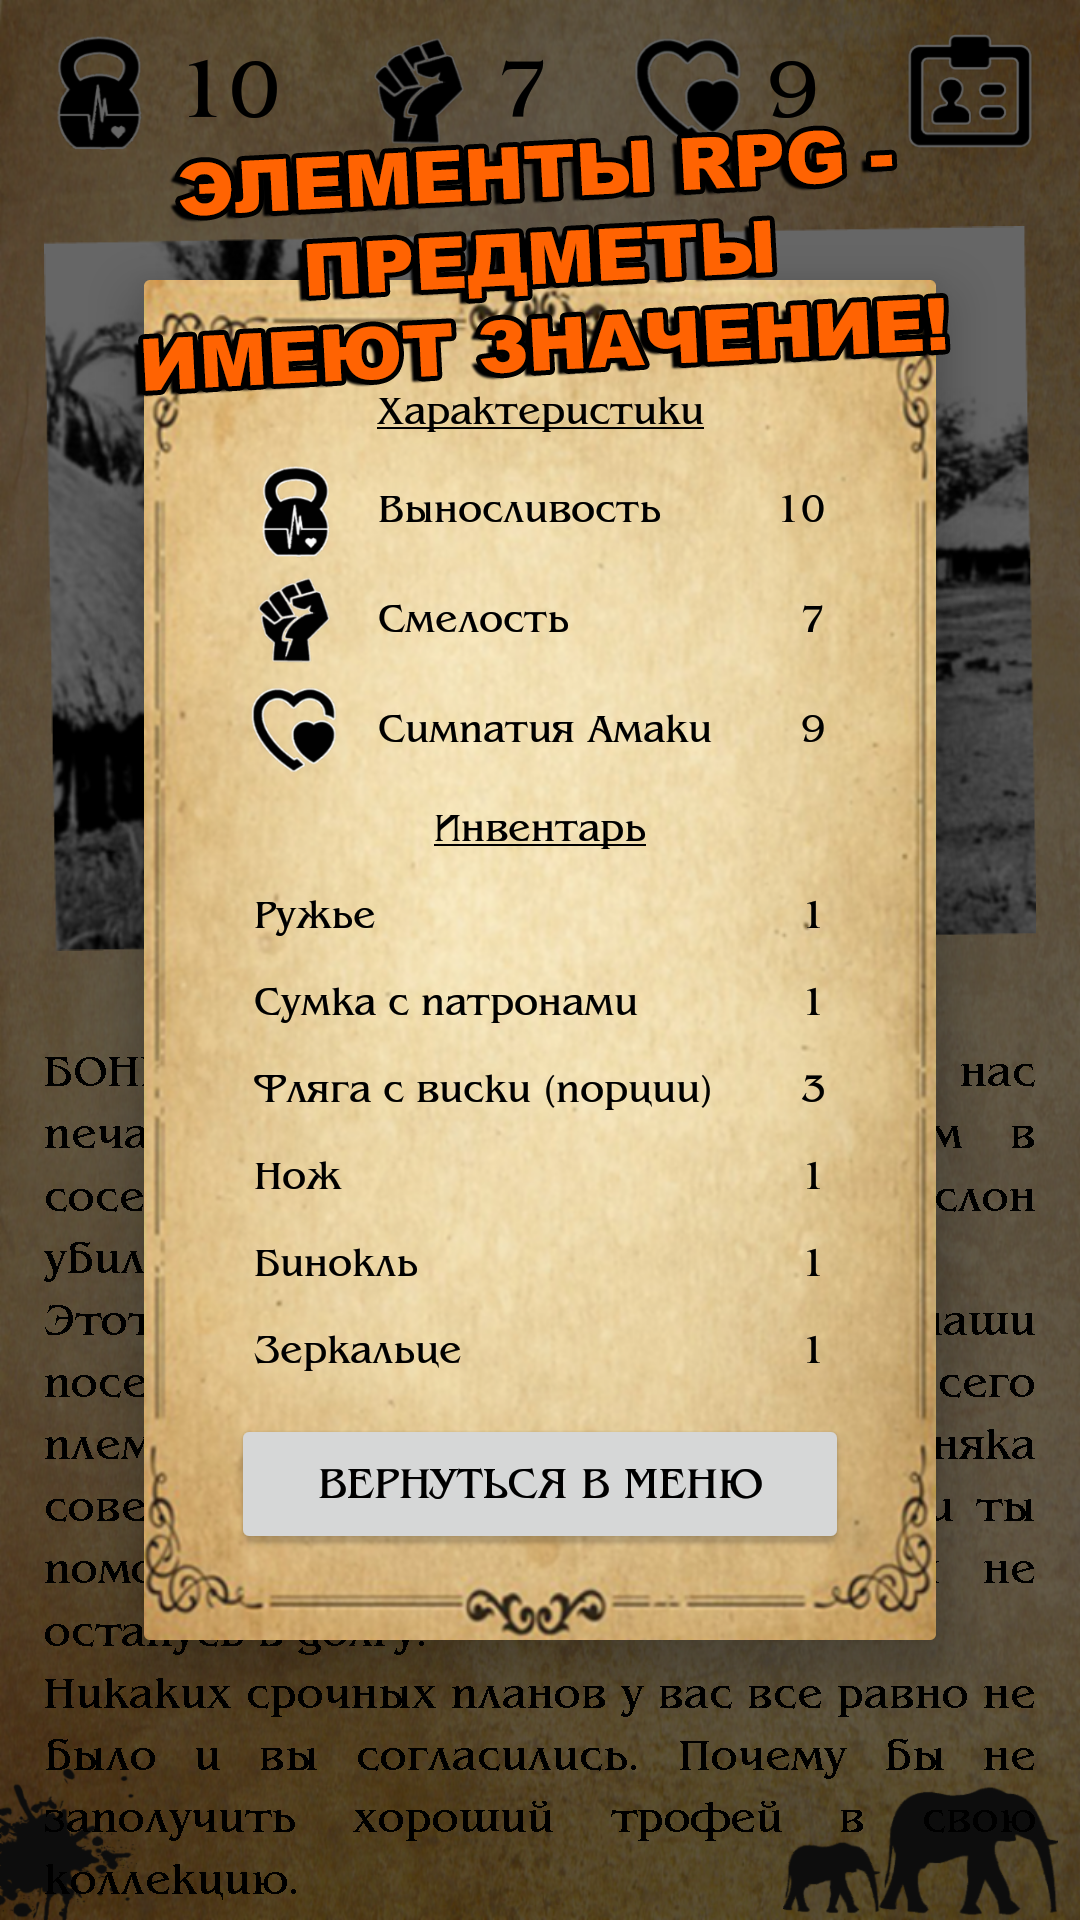 10 7 9
ЭЛЕМЕНТЫ RPG -
ПРЕДМЕТЫ
ИМЕЮТ ЗНАЧЕНИЕ!
Характеристики
Выносливость 10
Смелость 7
Симпатия Амаки 9
Инвентарь
Ружье 1
Сумка с патронами 1
Фляга с виски (порции) 3
Нож 1
Бинокль 1
Зеркальце 1
ВЕРНУТЬСЯ В МЕНЮ
нас
в
слон
Этот
сего
ты
не
Никаких срочных планов у вас все равно не
было и вы согласились. Почему бы не
заполучить хороший трофей в свою
коллекцию.